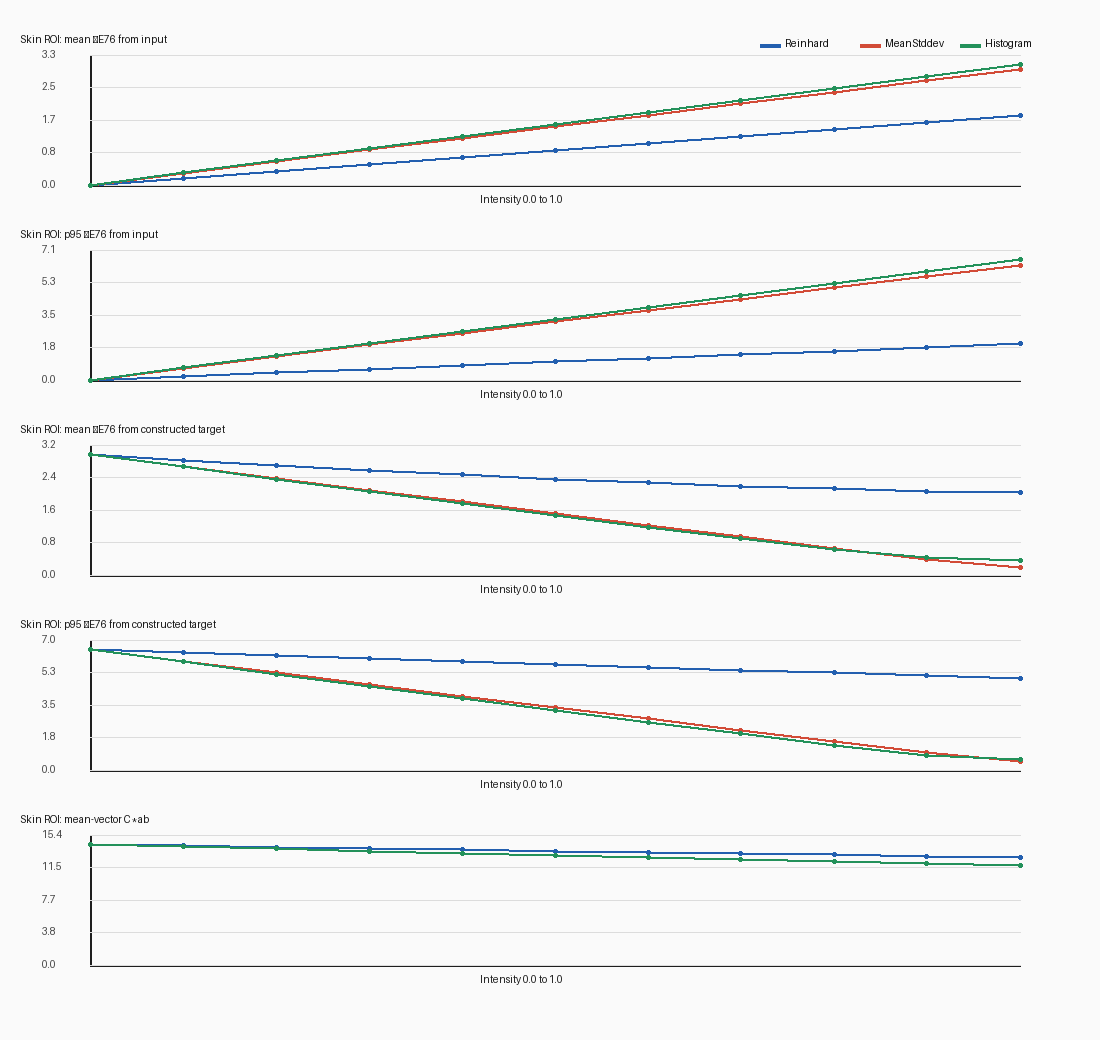 Skin ROI: mean ▯E76 from input
Reinhard MeanStddev Histogram
3.3
2.5
1.7
0.8
0.0
Intensity 0.0 to 1.0
Skin ROI: p95 ▯E76 from input
7.1
5.3
3.5
1.8
0.0
Intensity 0.0 to 1.0
Skin ROI: mean ▯E76 from constructed target
3.2
2.4
1.6
0.8
0.0
Intensity 0.0 to 1.0
Skin ROI: p95 ▯E76 from constructed target
7.0
5.3
3.5
1.8
0.0
Intensity 0.0 to 1.0
Skin ROI: mean-vector C*ab
15.4
11.5
7.7
3.8
0.0
Intensity 0.0 to 1.0